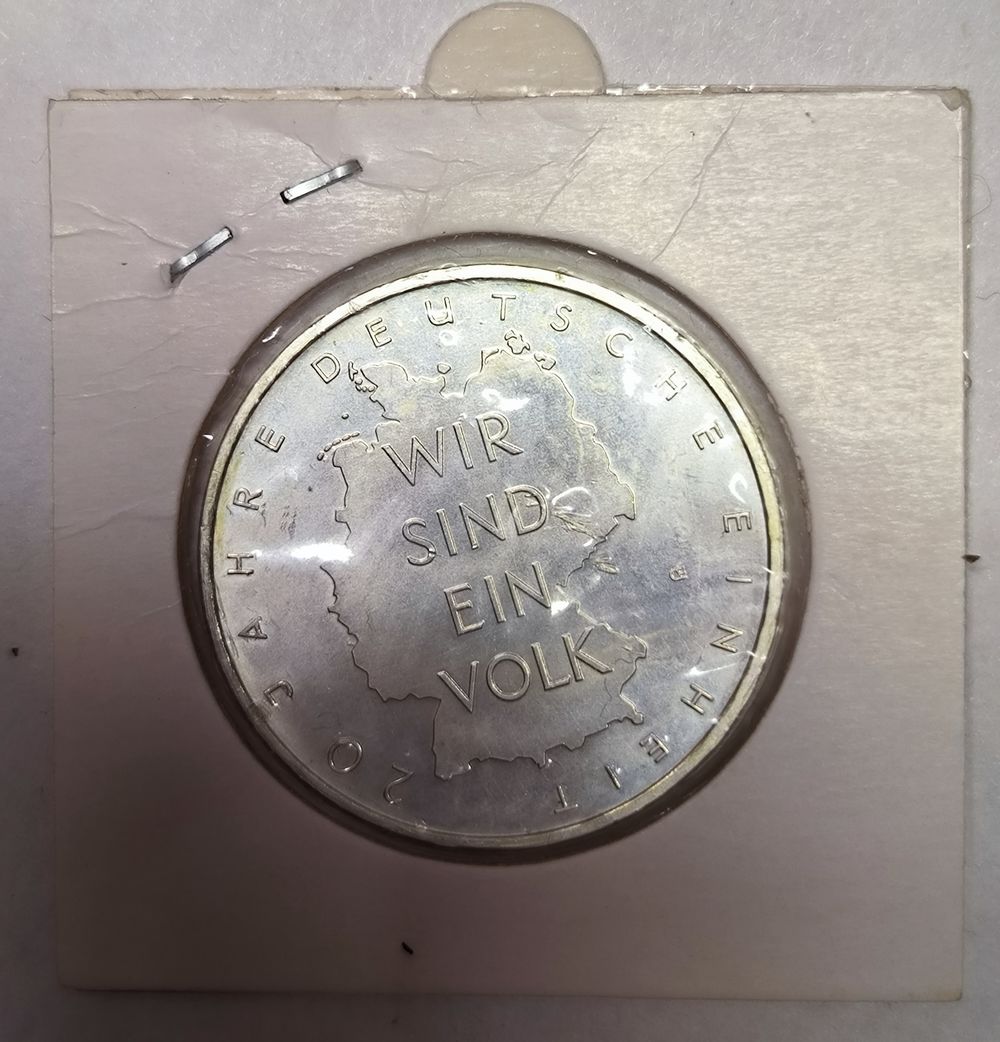 20 JAHRE DEUTSCHE EINHEIT
WIR
SIND
EIN
VOLK